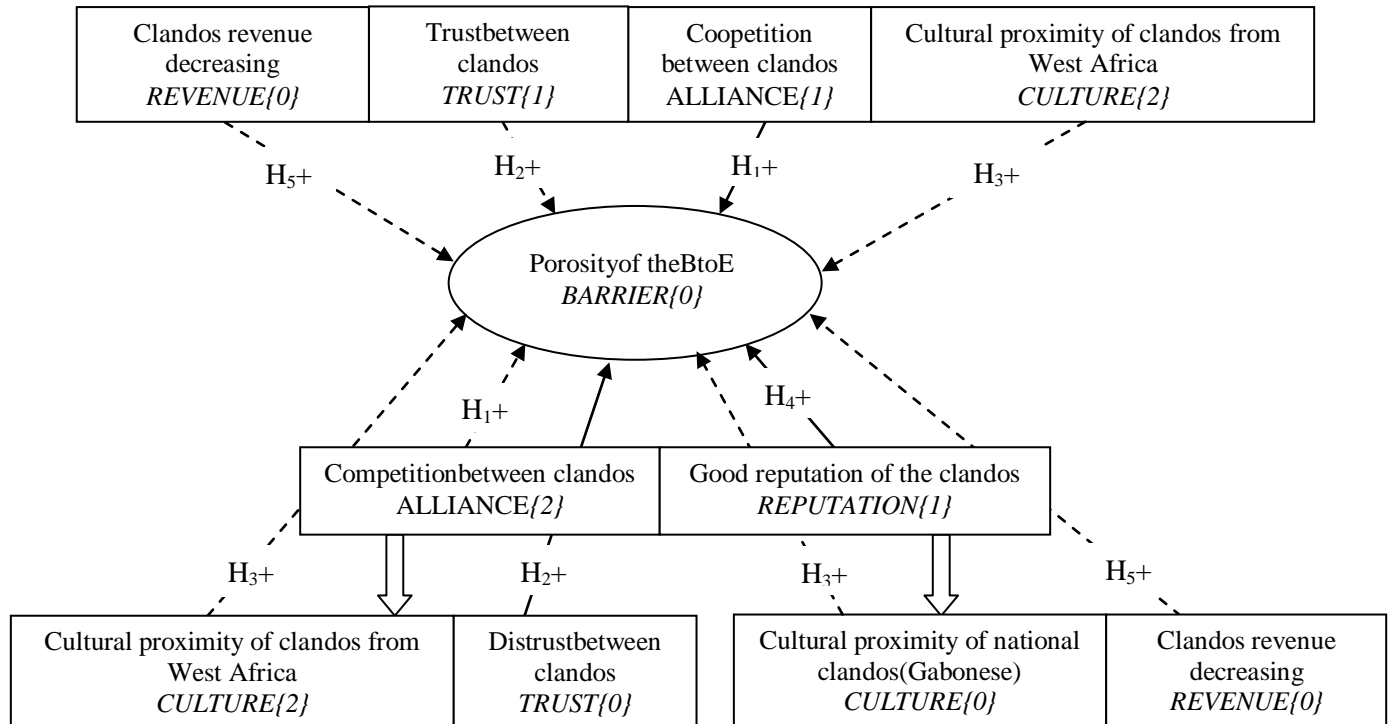 Clandos revenue
decreasing
REVENUE{0}
Trustbetween
clandos
TRUST{1}
Coopetition
between clandos
ALLIANCE{1}
Cultural proximity of clandos from
West Africa
CULTURE{2}
H5+
H2+
H1+
H3+
Porosityof theBtoE
BARRIER{0}
H1+
H4+
Competitionbetween clandos
ALLIANCE{2}
Good reputation of the clandos
REPUTATION{1}
H3+
H2+
H3+
H5+
Cultural proximity of clandos from
West Africa
CULTURE{2}
Distrustbetween
clandos
TRUST{0}
Cultural proximity of national
clandos(Gabonese)
CULTURE{0}
Clandos revenue
decreasing
REVENUE{0}